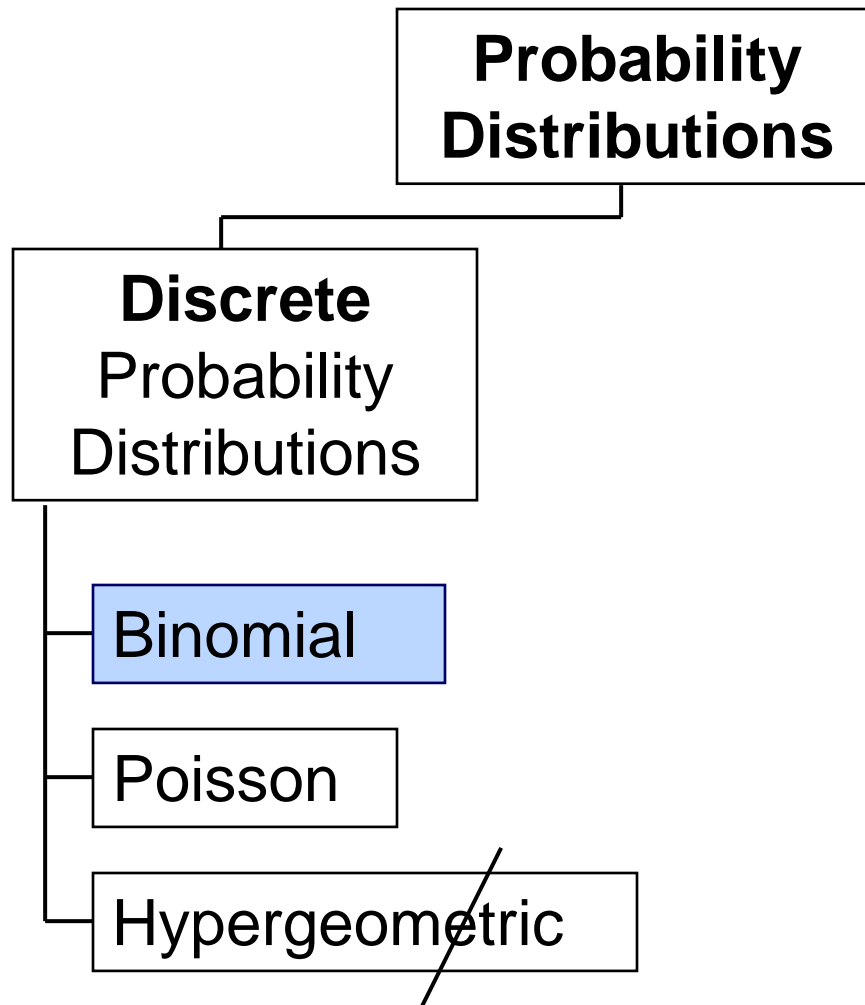 Probability
Distributions
Discrete
Probability
Distributions
Binomial
Poisson
Hypergeometric